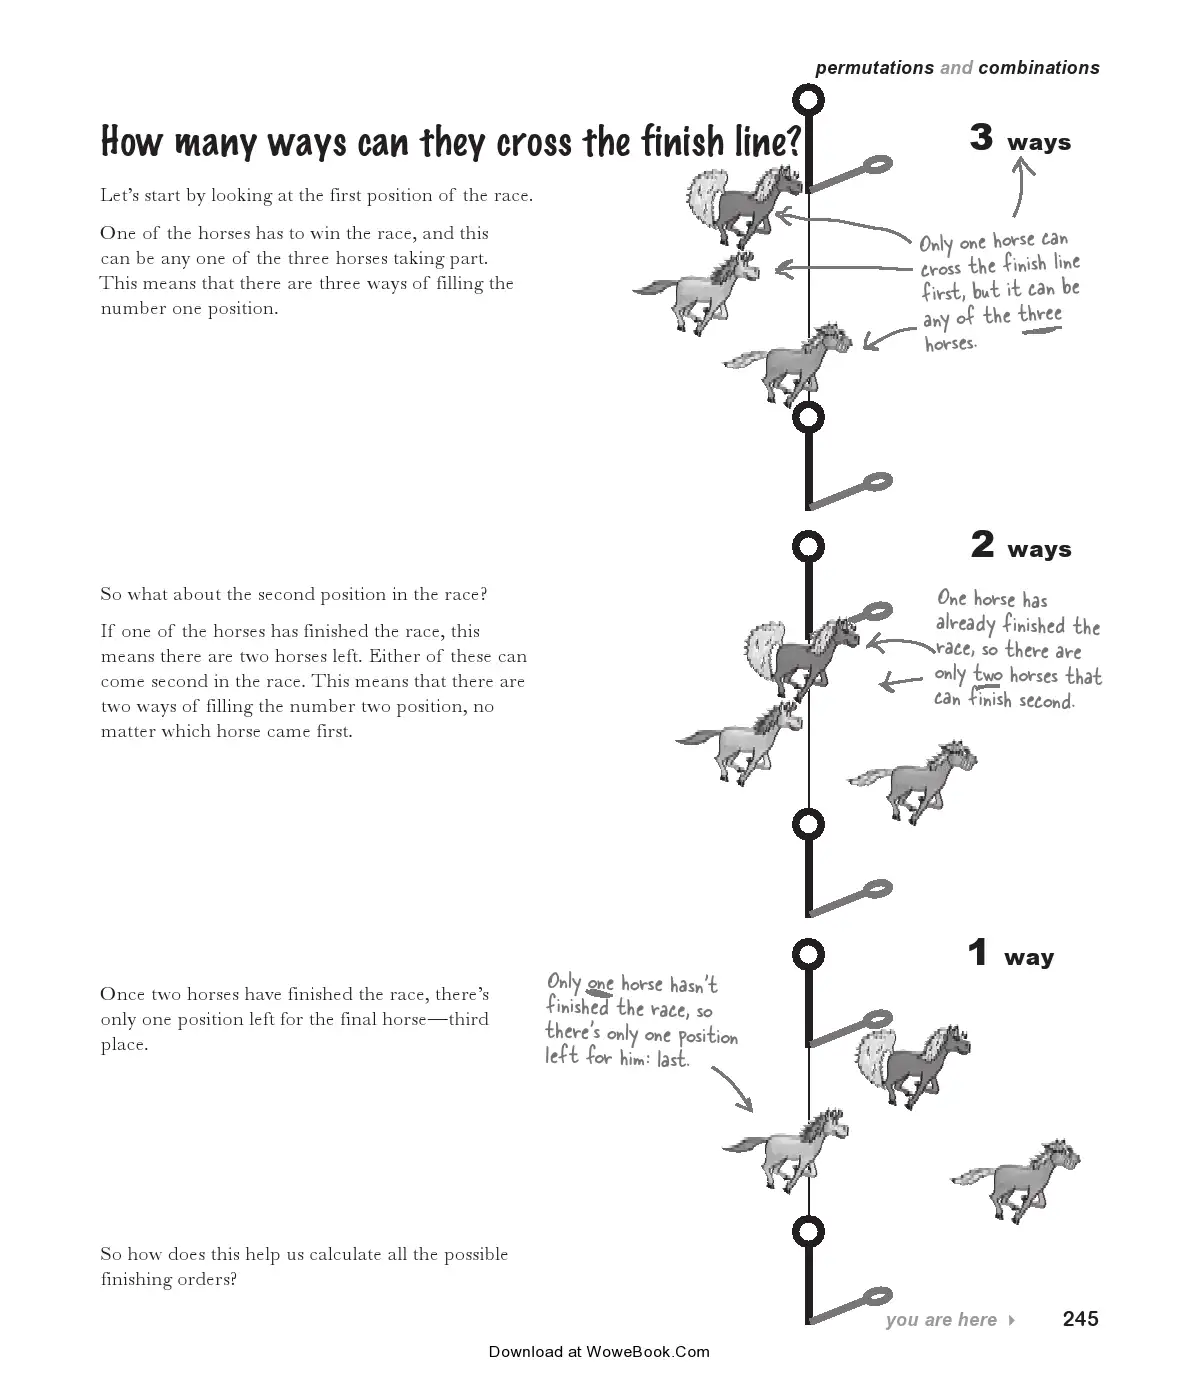 permutations and combinations
How many ways can they cross the finish line?
3 ways
Let’s start by looking at the first position of the race.
One of the horses has to win the race, and this
can be any one of the three horses taking part.
This means that there are three ways of filling the
number one position.
Only one horse can
cross the finish line
first, but it can be
any of the three
horses.
2 ways
So what about the second position in the race?
If one of the horses has finished the race, this
means there are two horses left. Either of these can
come second in the race. This means that there are
two ways of filling the number two position, no
matter which horse came first.
One horse has
already finished the
race, so there are
only two horses that
can finish second.
1 way
Once two horses have finished the race, there’s
only one position left for the final horse—third
place.
Only one horse hasn’t
finished the race, so
there’s only one position
left for him: last.
So how does this help us calculate all the possible
finishing orders?
you are here 245
Download at WoweBook.Com